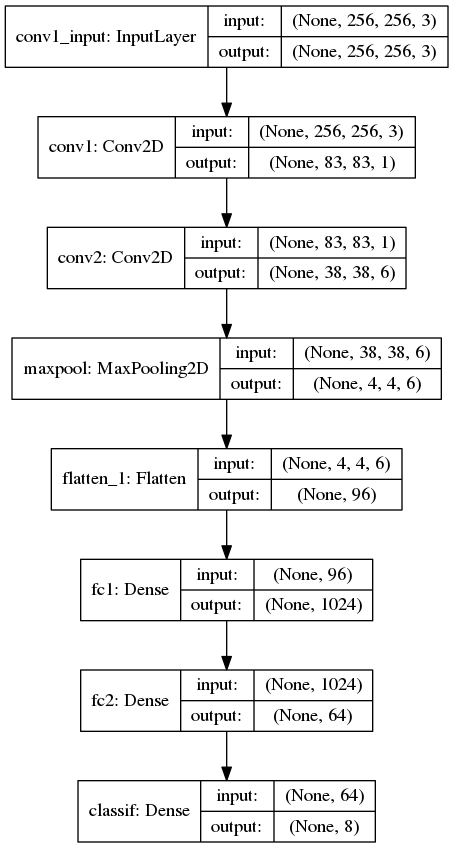 conv1_input: InputLayer
input:
(None, 256, 256, 3)
output:
(None, 256, 256, 3)
conv1: Conv2D
input:
(None, 256, 256, 3)
output:
(None, 83, 83, 1)
conv2: Conv2D
input:
(None, 83, 83, 1)
output:
(None, 38, 38, 6)
maxpool: MaxPooling2D
input:
(None, 38, 38, 6)
output:
(None, 4, 4, 6)
flatten_1: Flatten
input:
(None, 4, 4, 6)
output:
(None, 96)
fc1: Dense
input:
(None, 96)
output:
(None, 1024)
fc2: Dense
input:
(None, 1024)
output:
(None, 64)
classif: Dense
input:
(None, 64)
output:
(None, 8)